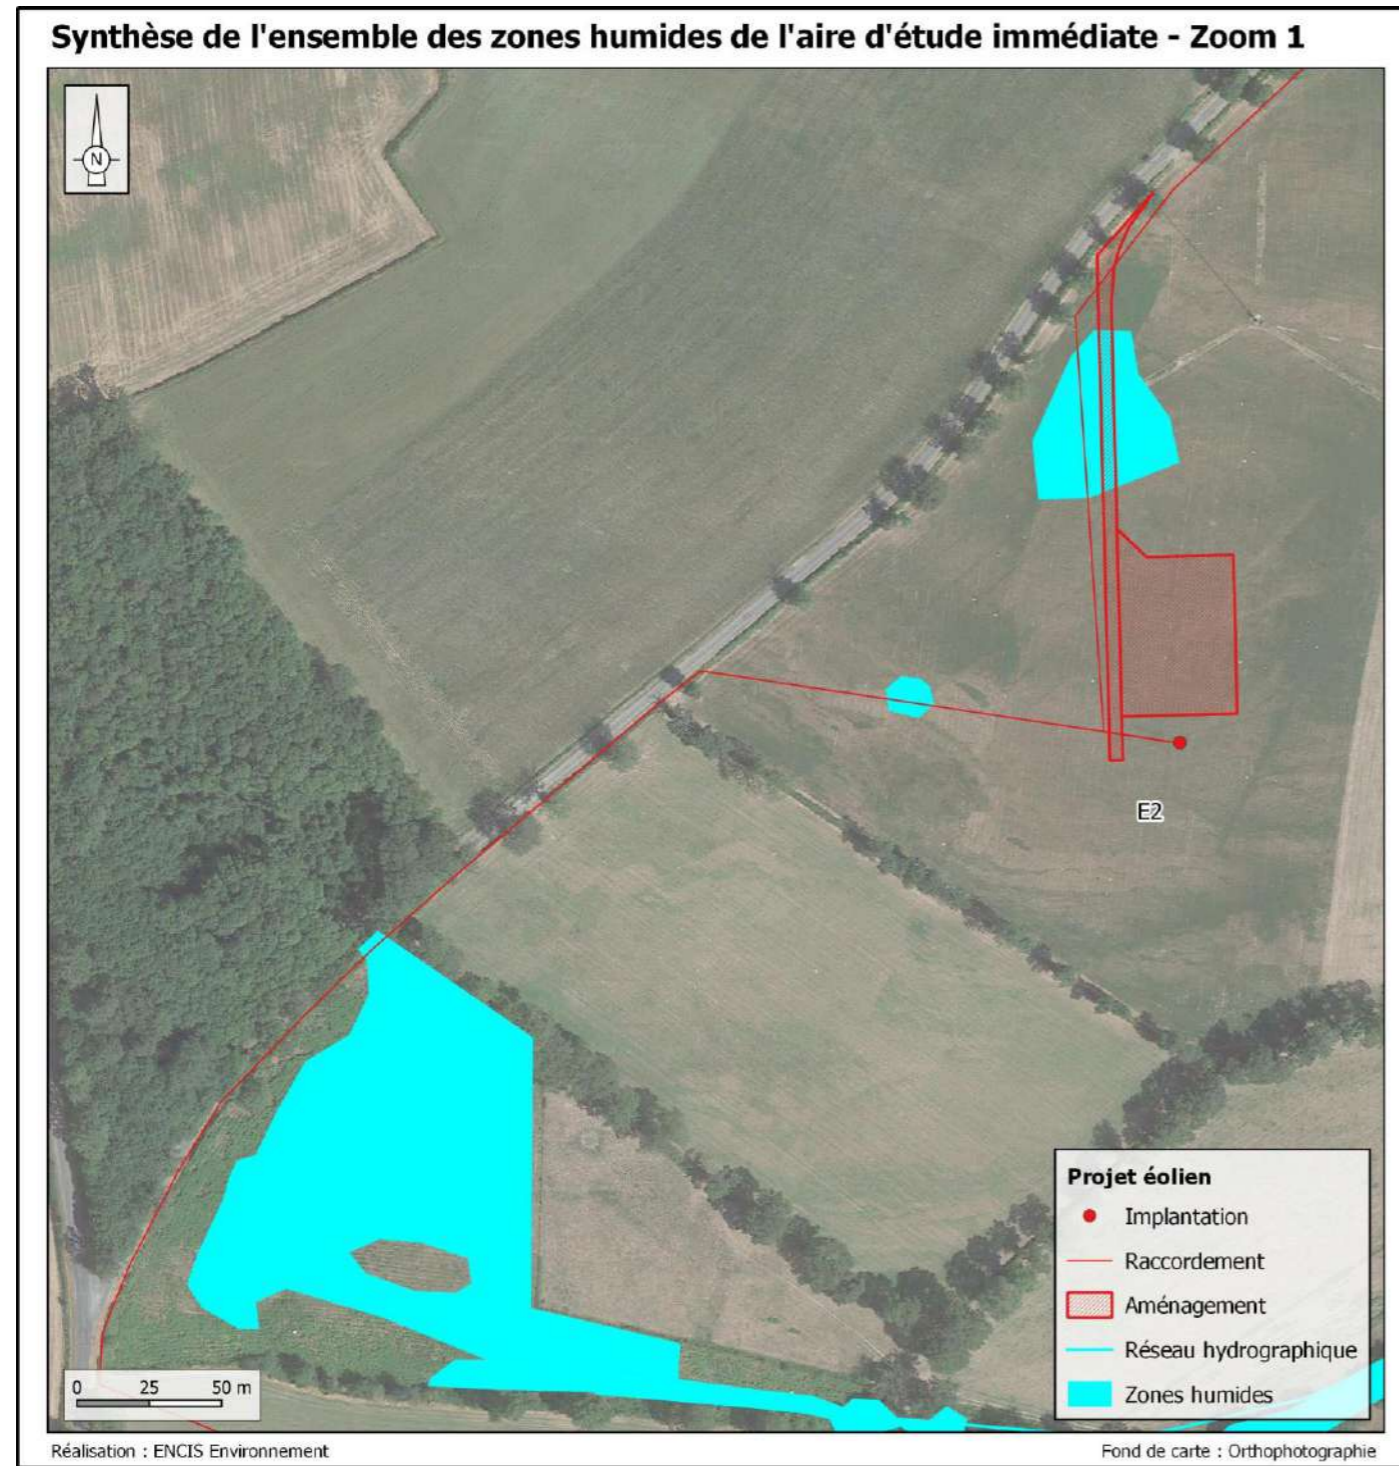 Synthèse de l'ensemble des zones humides de l'aire d'étude immédiate - Zoom 1
N
E2
Projet éolien
Implantation
Raccordement
Aménagement
Réseau hydrographique
Zones humides
0 25 50 m
Réalisation : ENCIS Environnement
Fond de carte : Orthophotographie